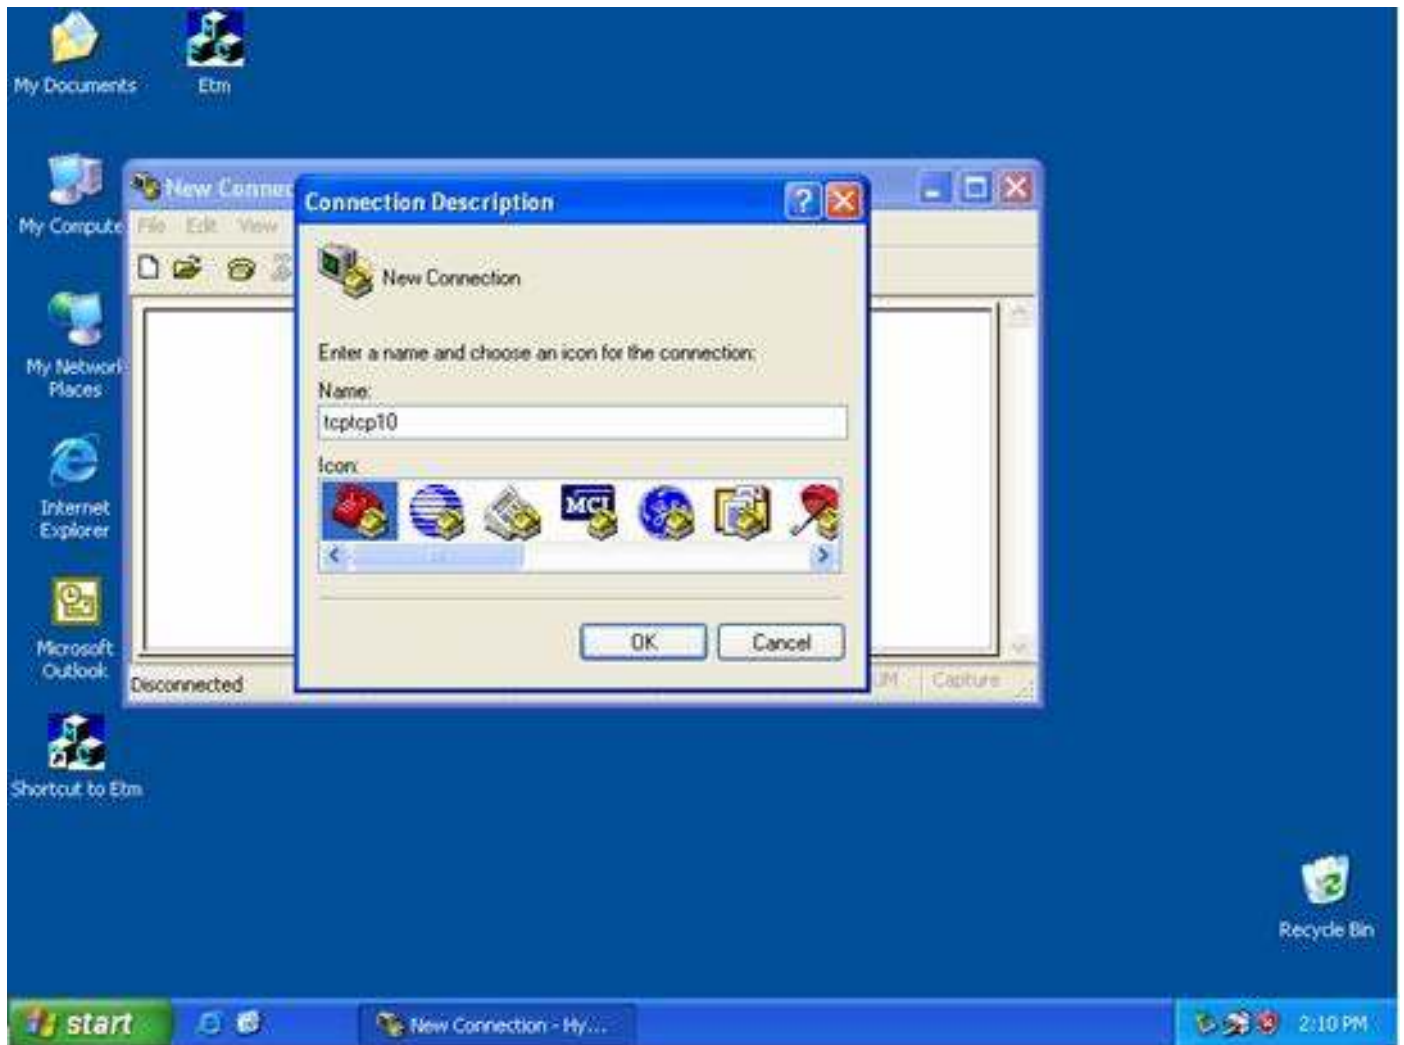 My Documents
Etm
My Compute
My Network
Places
Internet
Explorer
Microsoft
Outlook
Shortcut to Etm
New Connec
File Edit View
Disconnected
Capture
Connection Description
New Connection
Enter a name and choose an icon for the connection:
Name:
tcptcp10
Icon:
MCI
OK
Cancel
Recycle Bin
start
New Connection - Hy...
2:10 PM